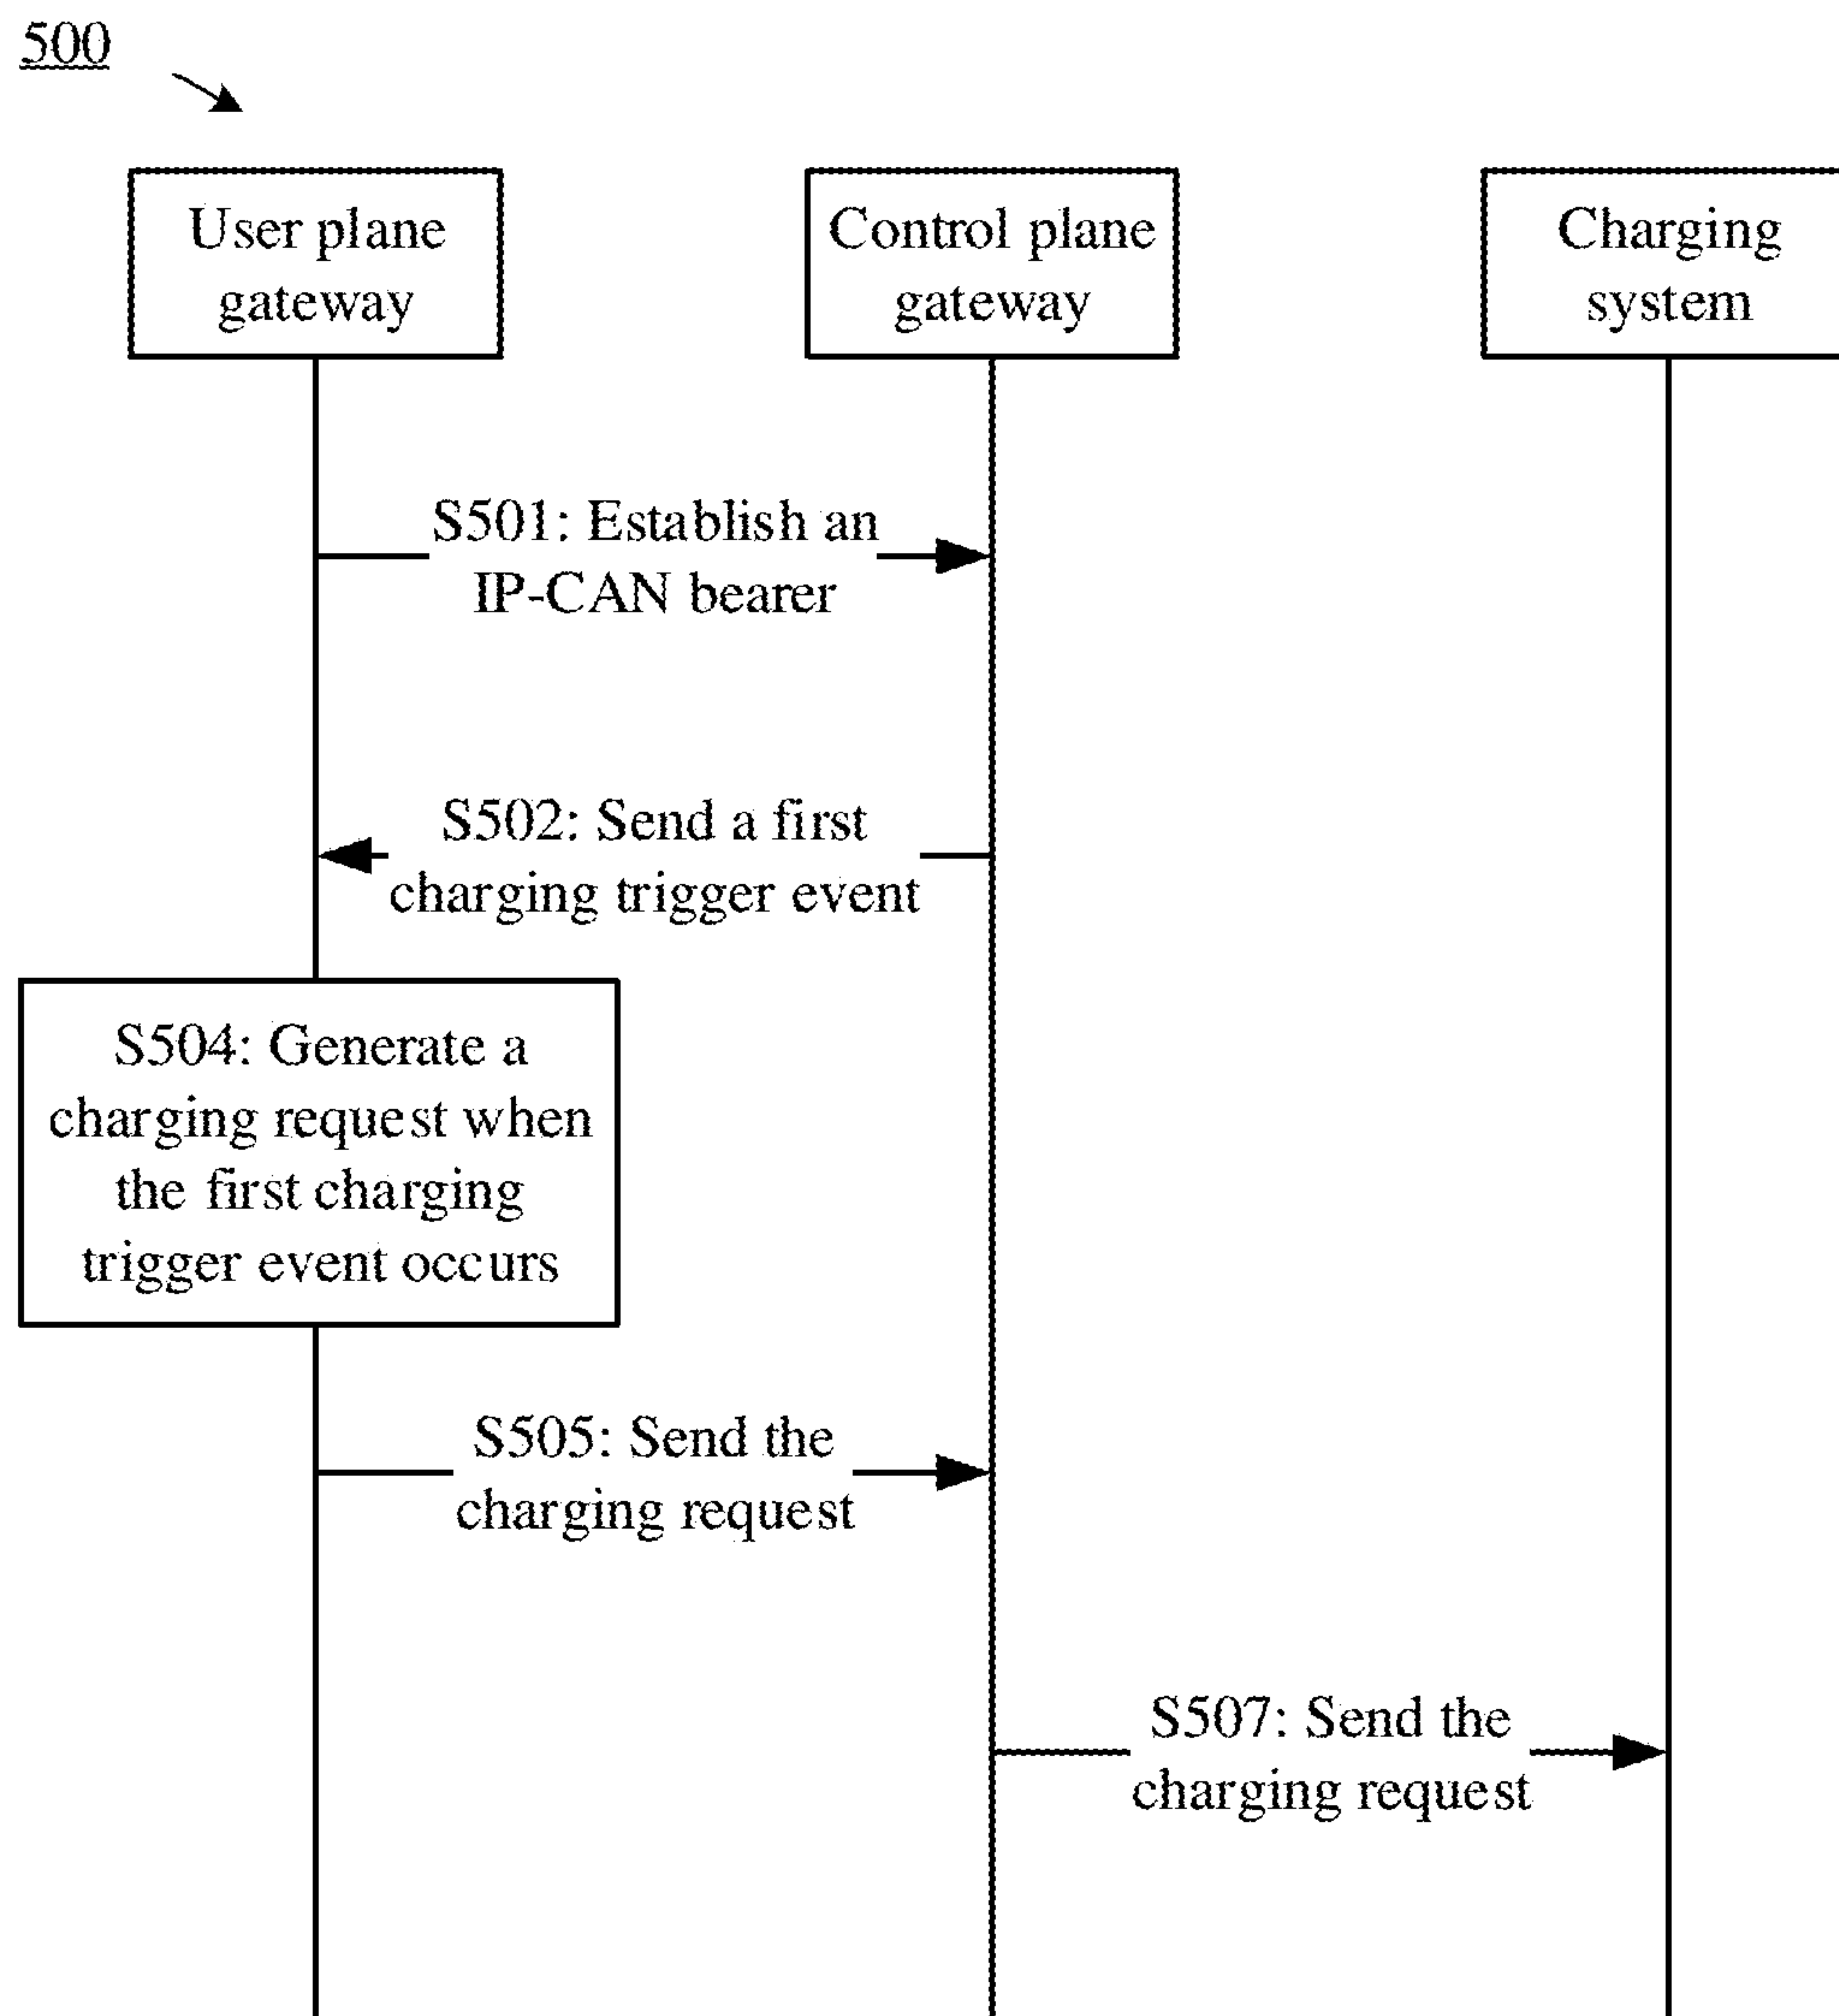 500
User plane
gateway
Control plane
gateway
Charging
system
S501: Establish an
IP-CAN bearer
S502: Send a first
charging trigger event
S504: Generate a
charging request when
the first charging
trigger event occurs
S505: Send the
charging request
S507: Send the
charging request